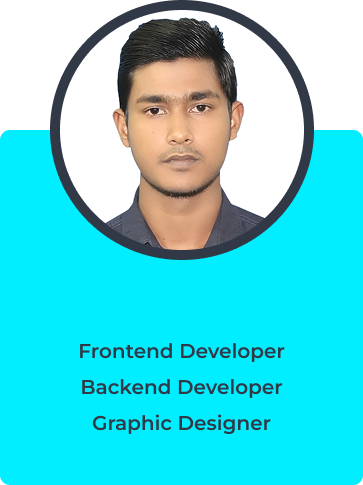 Frontend Developer
Backend Developer
Graphic Designer